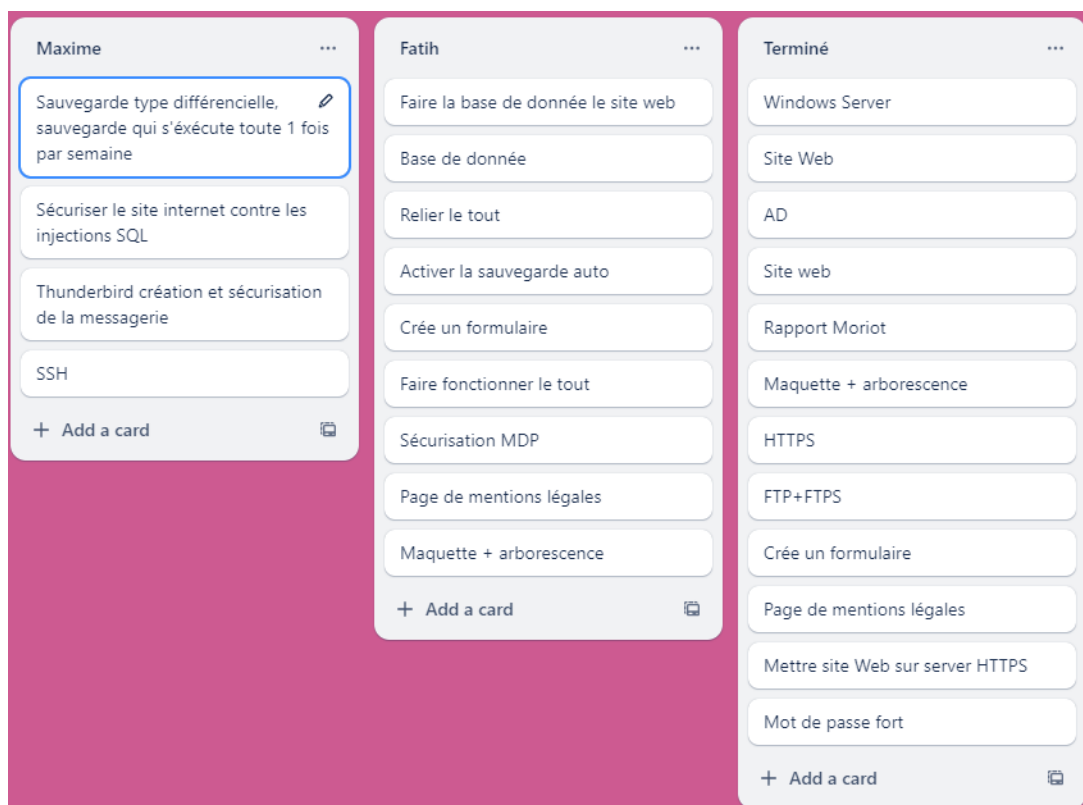 Maxime
Sauvegarde type différencielle,
sauvegarde qui s'éxécute toute 1 fois
par semaine
Sécuriser le site internet contre les
injections SQL
Thunderbird création et sécurisation
de la messagerie
SSH
+ Add a card
Fatih
Faire la base de donnée le site web
Base de donnée
Relier le tout
Activer la sauvegarde auto
Crée un formulaire
Faire fonctionner le tout
Sécurisation MDP
Page de mentions légales
Maquette + arborescence
+ Add a card
Terminé
Windows Server
Site Web
AD
Site web
Rapport Moriot
Maquette + arborescence
HTTPS
FTP+FTPS
Crée un formulaire
Page de mentions légales
Mettre site Web sur server HTTPS
Mot de passe fort
+ Add a card